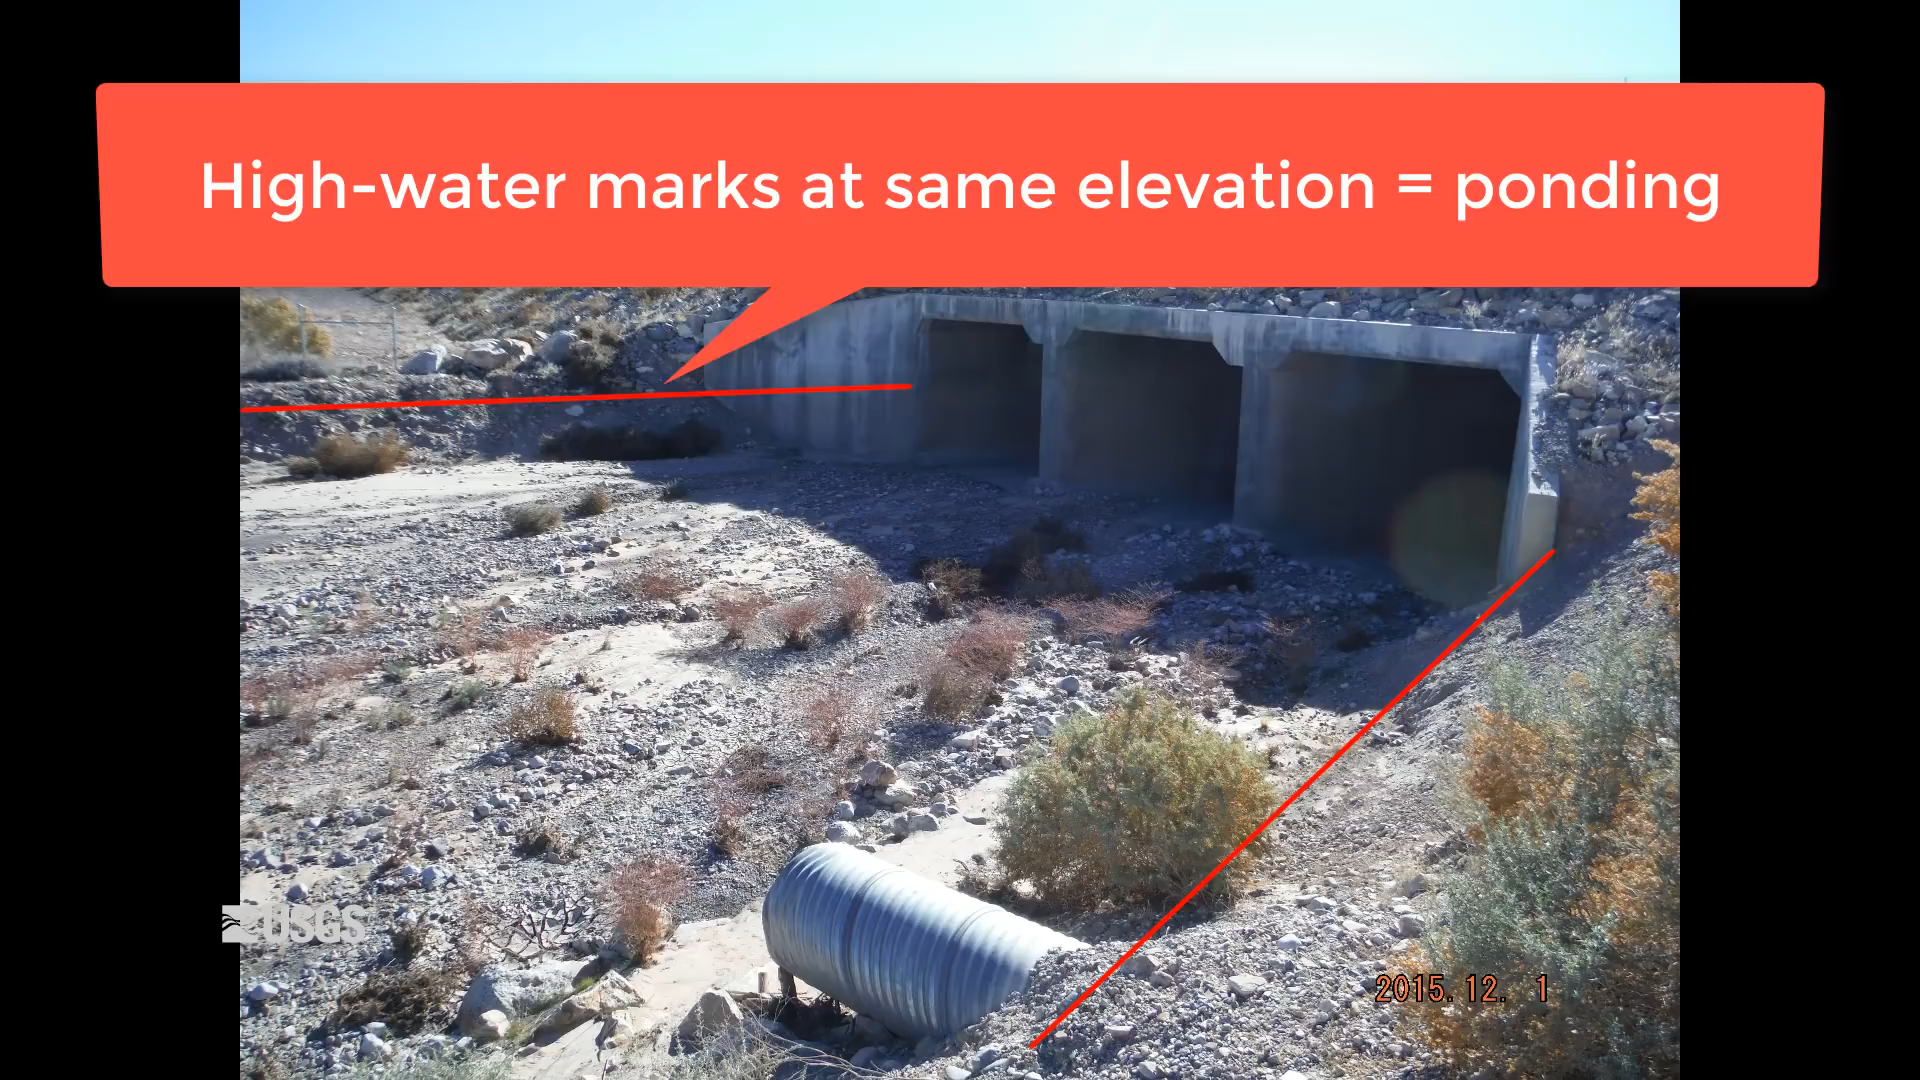 High-water marks at same elevation = ponding
USGS
2015.12. 1